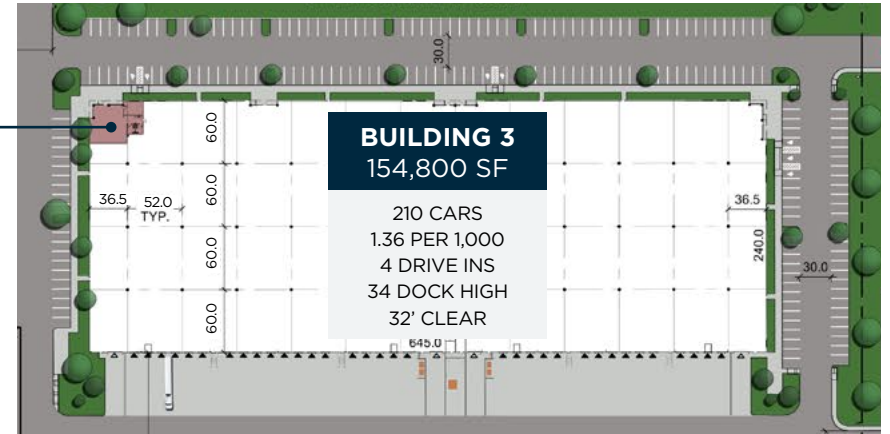 30.0
BUILDING 3
154,800 SF
210 CARS
1.36 PER 1,000
4 DRIVE INS
34 DOCK HIGH
32' CLEAR
60.0
60.0
60.0
60.0
36.5
52.0
TYP.
36.5
240.0
30.0
645.0